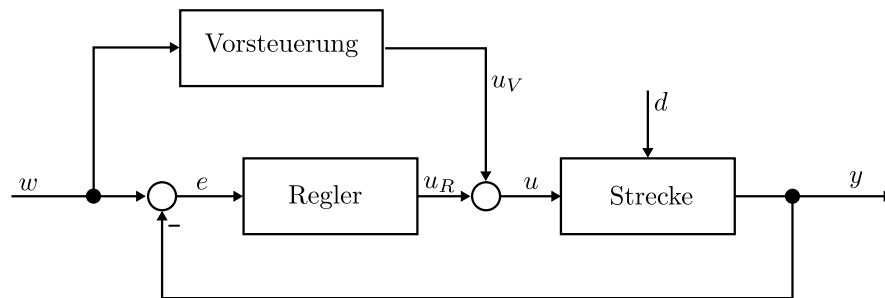 Vorsteuerung
u_V
d
w
e
Regler
u_R
u
Strecke
y
–